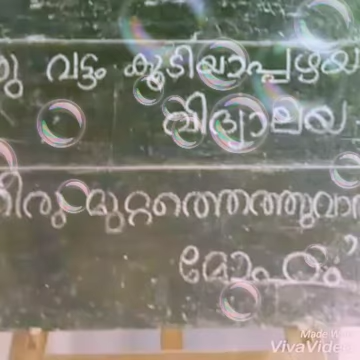 രു വട്ടം കൂടിയാപ്പഴയ
വിദ്യാലയ
തിരുമുറ്റത്തെത്തുവാൻ
മോഹം
Made With
VivaVideo